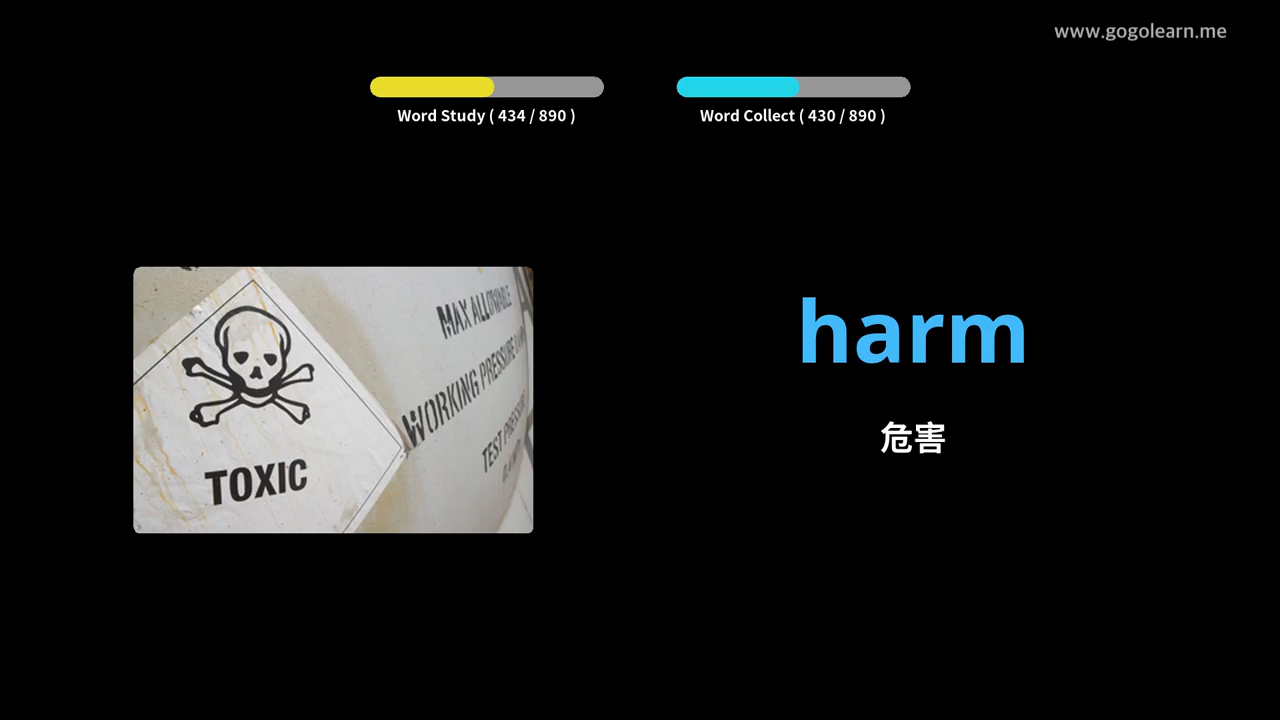 www.gogolearn.me
Word Study ( 434 / 890 )
Word Collect ( 430 / 890 )
MAX ALLOWABLE
WORKING PRESSURE
TEST PRESSURE
TOXIC
harm
危害